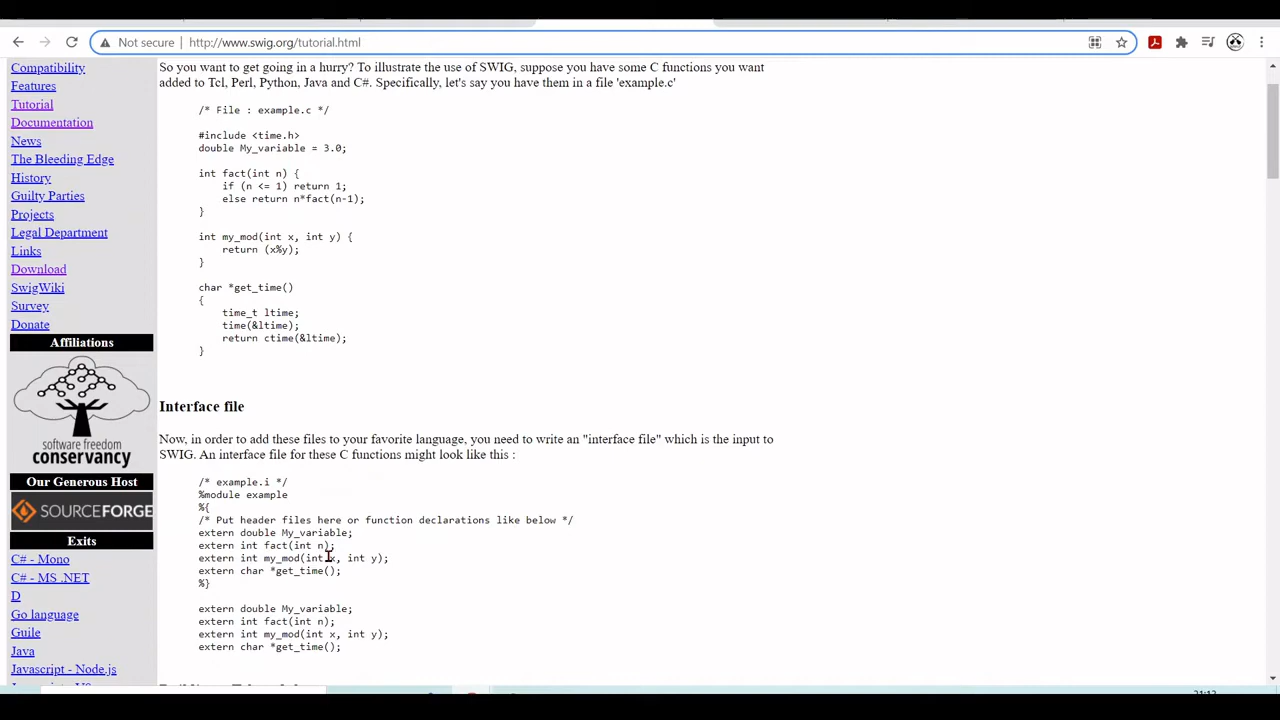 Not secure
http://www.swig.org/tutorial.html
Compatibility
Features
Tutorial
Documentation
News
The Bleeding Edge
History
Guilty Parties
Projects
Legal Department
Links
Download
SwigWiki
Survey
Donate
Affiliations
software freedom
conservancy
Our Generous Host
SOURCEFORGE
Exits
C# - Mono
C# - MS .NET
D
Go language
Guile
Java
Javascript - Node.js
So you want to get going in a hurry? To illustrate the use of SWIG, suppose you have some C functions you want
added to Tcl, Perl, Python, Java and C#. Specifically, let's say you have them in a file 'example.c'
/* File : example.c */
#include <time.h>
double My_variable = 3.0;
int fact(int n) {
if (n <= 1) return 1;
else return n*fact(n-1);
}
int my_mod(int x, int y) {
return (x%y);
}
char *get_time()
{
time_t ltime;
time(&ltime);
return ctime(&ltime);
}
Interface file
Now, in order to add these files to your favorite language, you need to write an "interface file" which is the input to
SWIG. An interface file for these C functions might look like this :
/* example.i */
%module example
%{
/* Put header files here or function declarations like below */
extern double My_variable;
extern int fact(int n);
extern int my_mod(int x, int y);
extern char *get_time();
%}
extern double My_variable;
extern int fact(int n);
extern int my_mod(int x, int y);
extern char *get_time();